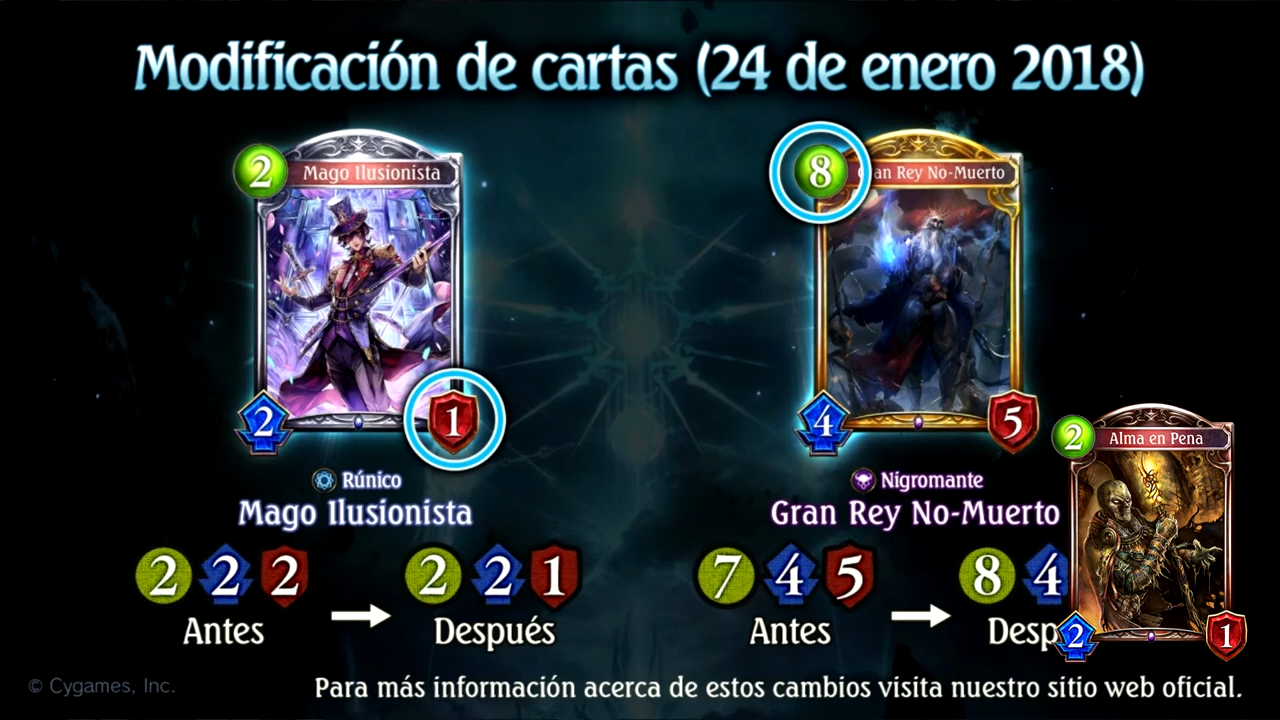 Modificación de cartas (24 de enero 2018)
2 Mago Ilusionista
8 Gran Rey No-Muerto
2 1
4 5
2 Alma en Pena
Rúnico
Mago Ilusionista
Nigromante
Gran Rey No-Muerto
2 2 2 2 2 1
7 4 5 8 4
Antes Después
Antes Desp
2 1
© Cygames, Inc.
Para más información acerca de estos cambios visita nuestro sitio web oficial.